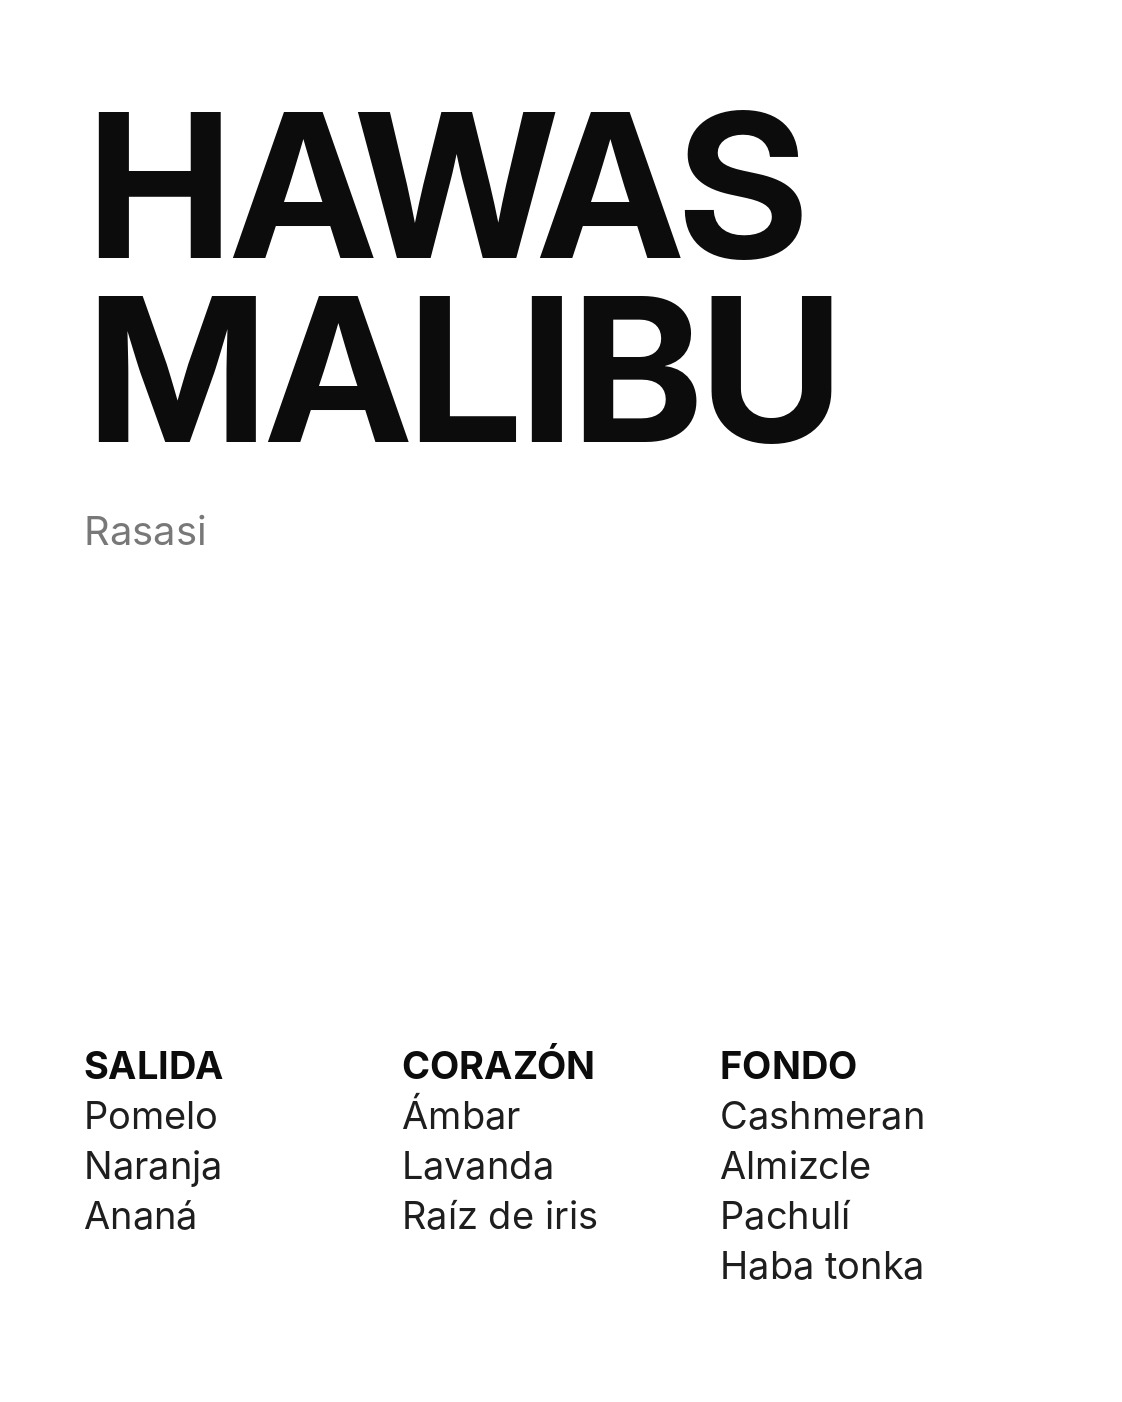 HAWAS
MALIBU
Rasasi
SALIDA
Pomelo
Naranja
Ananá
CORAZÓN
Ámbar
Lavanda
Raíz de iris
FONDO
Cashmeran
Almizcle
Pachulí
Haba tonka